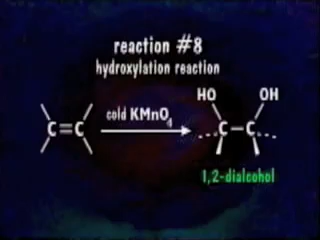 reaction #8
hydroxylation reaction
HO OH
cold KMnO4
C=C C-C
1,2-dialcohol